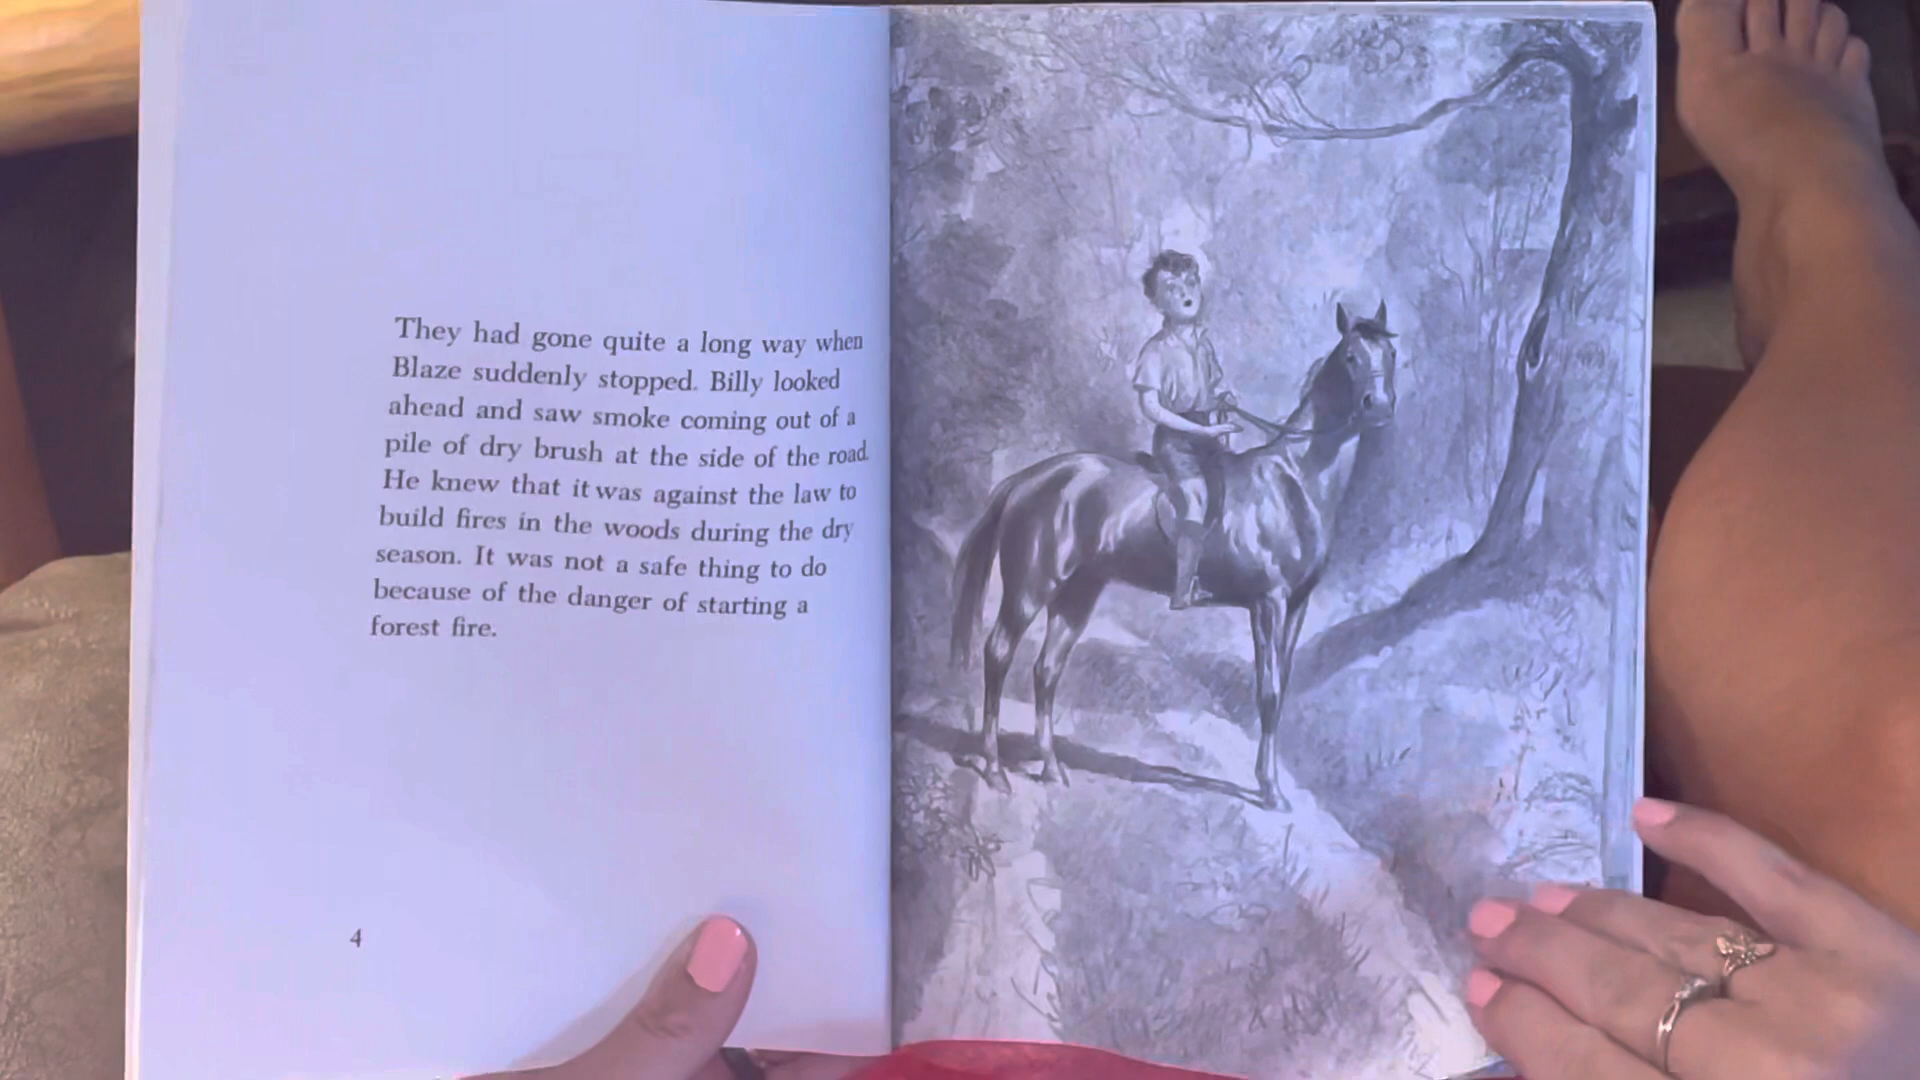 They had gone quite a long way when
Blaze suddenly stopped. Billy looked
ahead and saw smoke coming out of a
pile of dry brush at the side of the road.
He knew that it was against the law to
build fires in the woods during the dry
season. It was not a safe thing to do
because of the danger of starting a
forest fire.
4